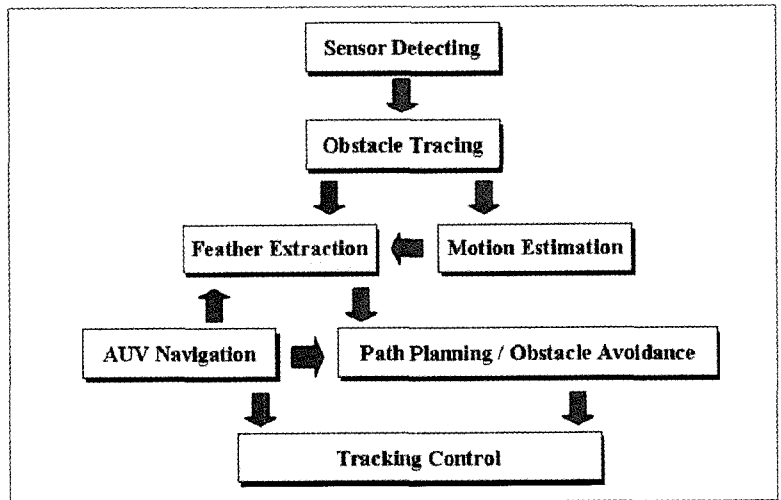 Sensor Detecting
Obstacle Tracing
Feather Extraction
Motion Estimation
AUV Navigation
Path Planning / Obstacle Avoidance
Tracking Control